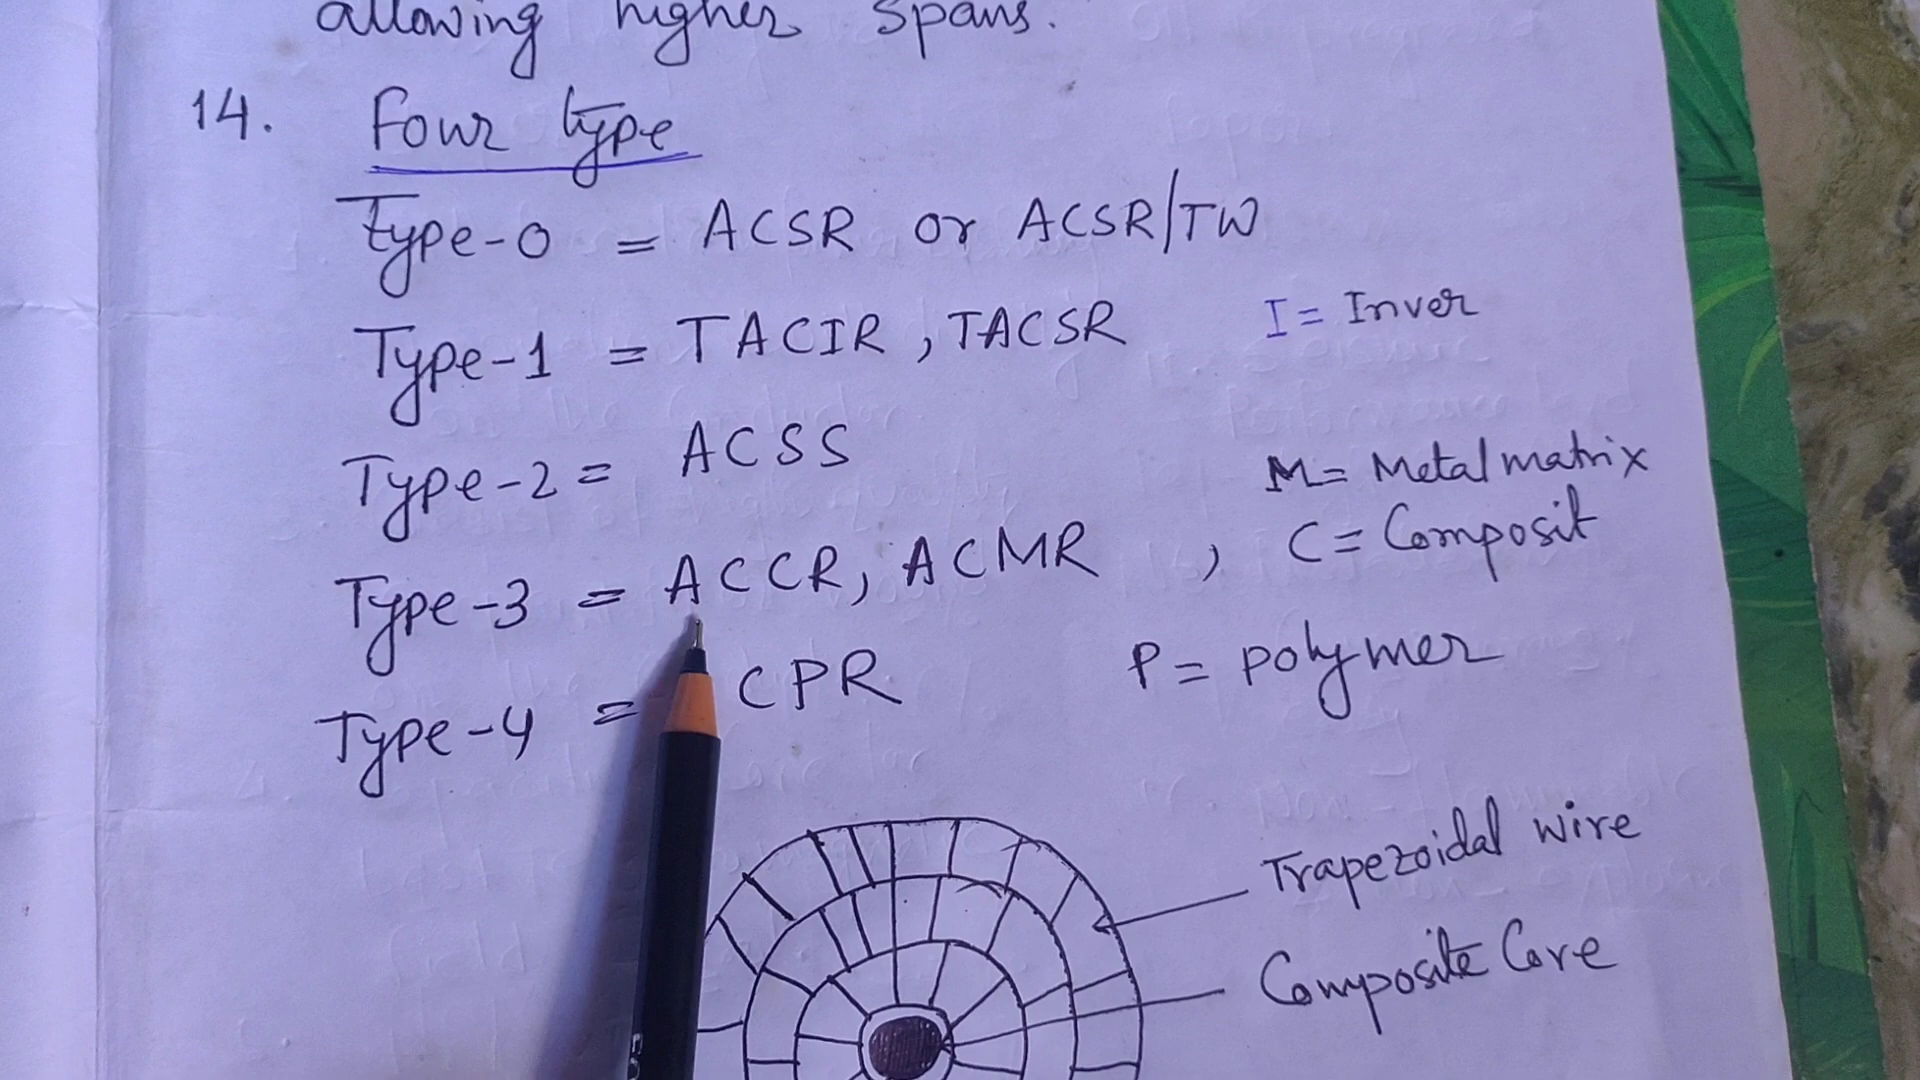 allowing higher spans.
14. Four type
Type-0 = ACSR or ACSR/TW
Type-1 = TACIR, TACSR I = Inver
Type-2 = ACSS
M = Metal matrix
Type-3 = ACCR, ACMR , C = Composit
Type-4 = CPR P = polymer
Trapezoidal wire
Composite Core